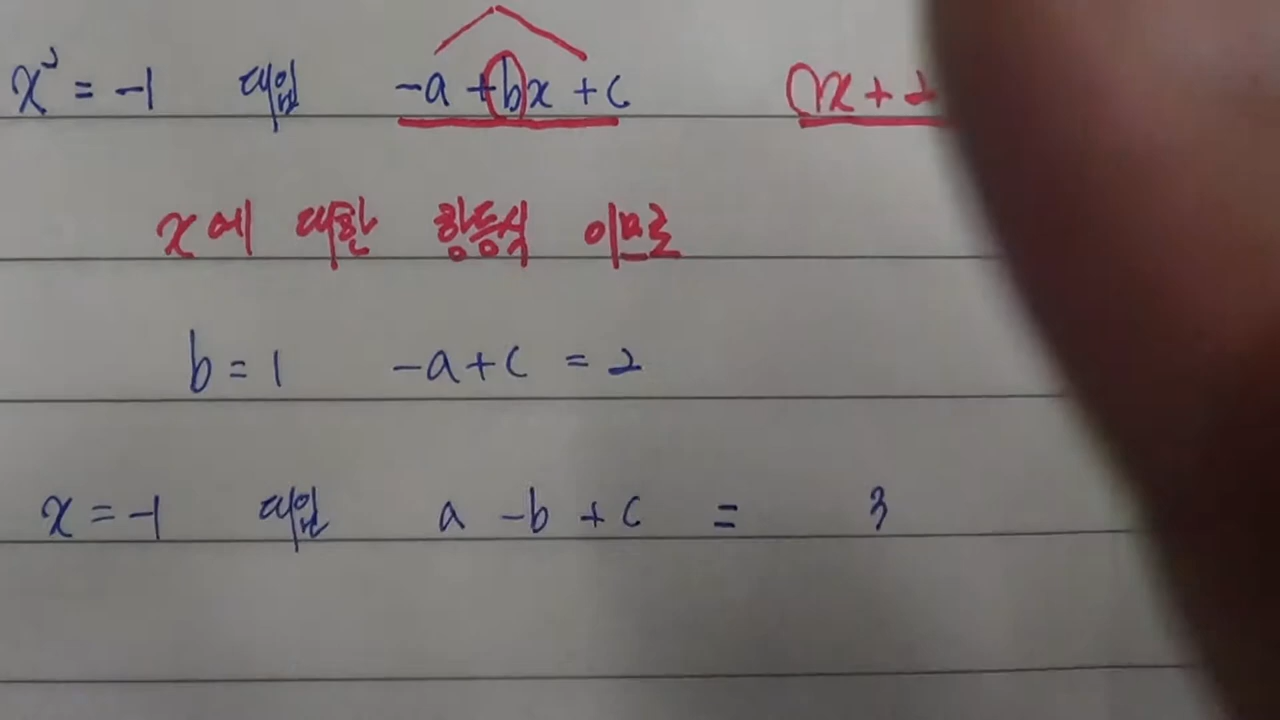 x² = -1 대입 -a + bx + c x + 2
x에 대한 항등식 이므로
b = 1 -a + c = 2
x = -1 대입 a - b + c = 3